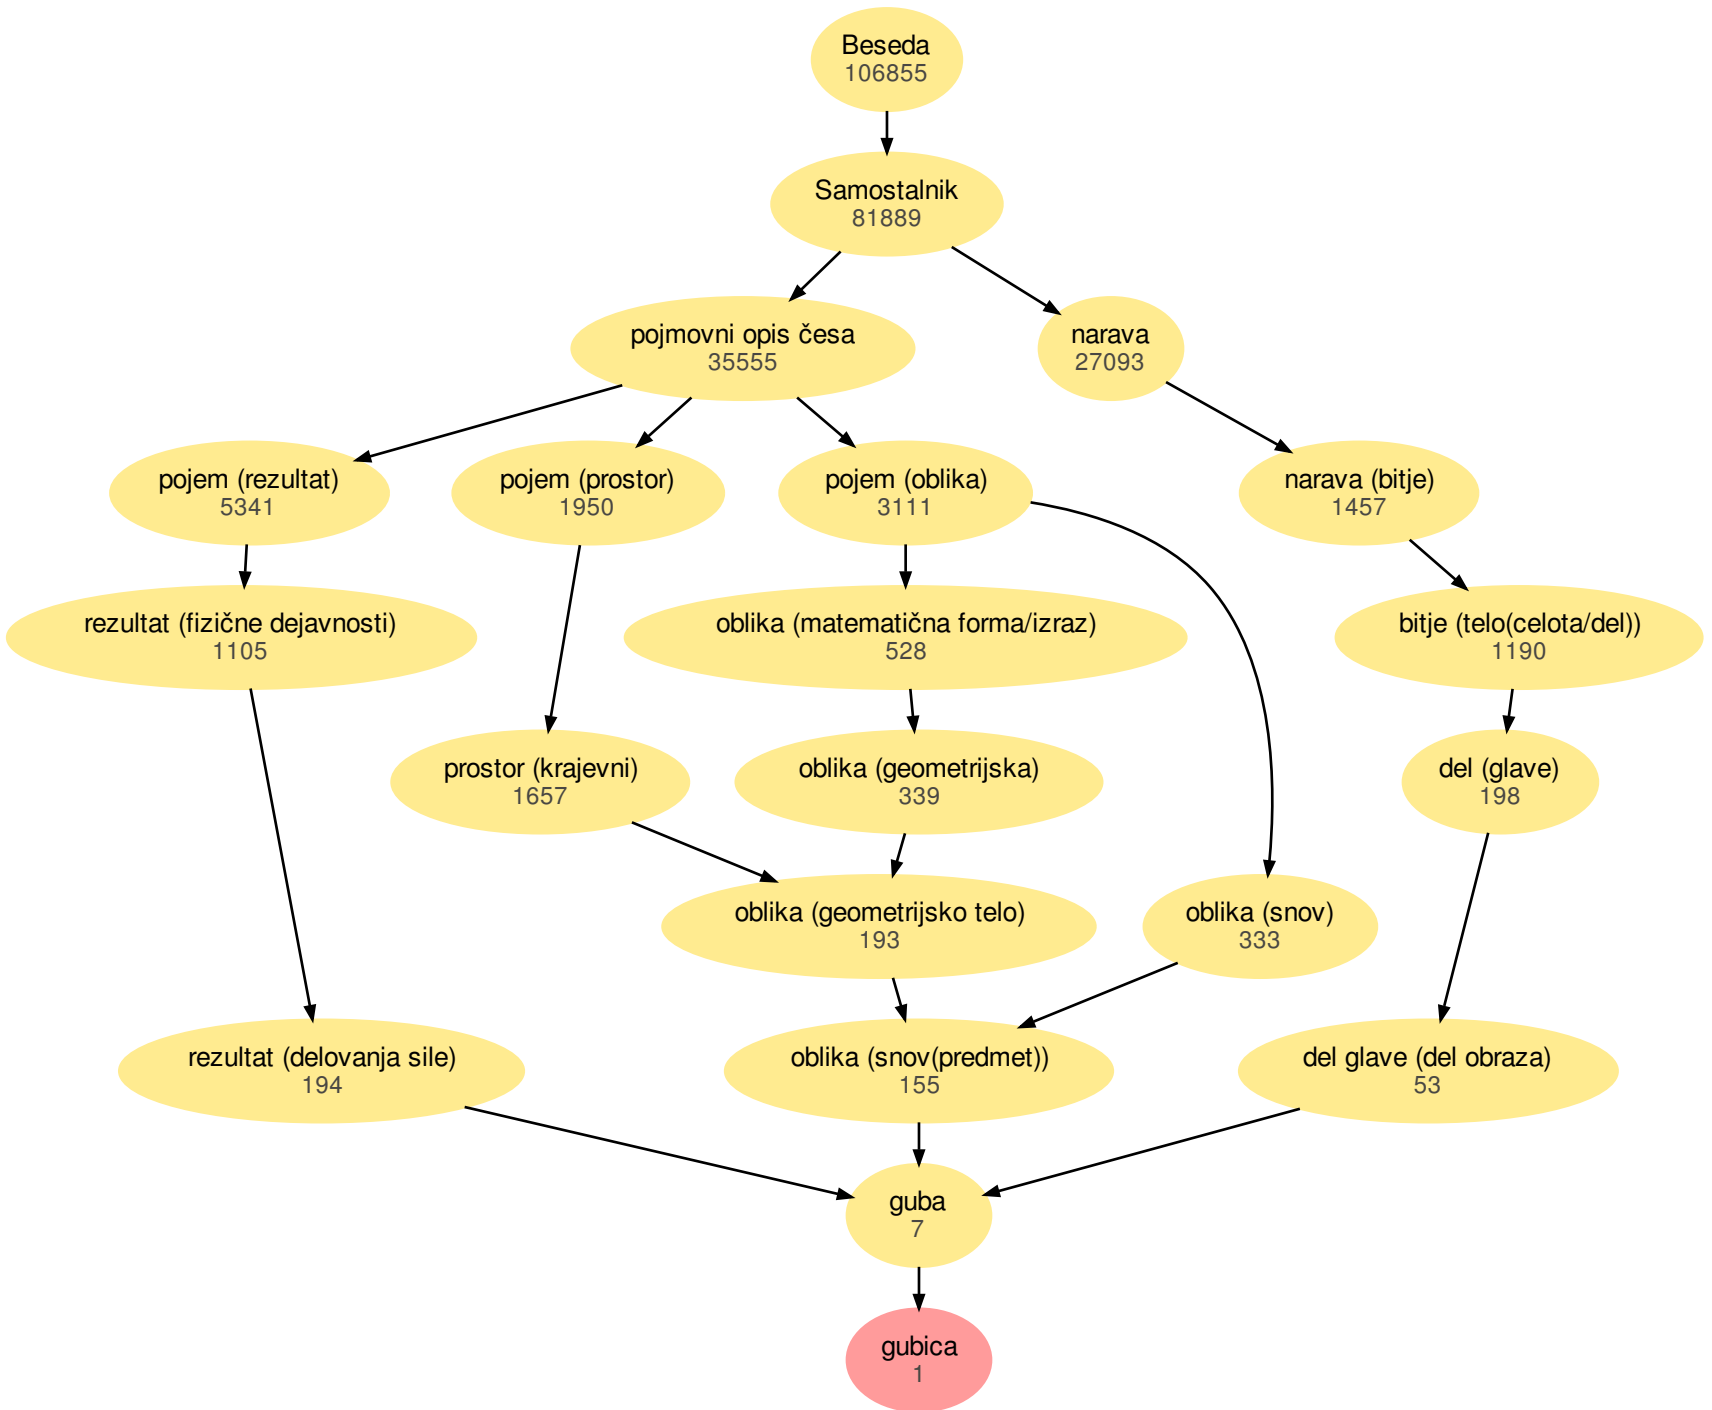 Beseda
106855
Samostalnik
81889
pojmovni opis česa
35555
narava
27093
pojem (rezultat)
5341
pojem (prostor)
1950
pojem (oblika)
3111
narava (bitje)
1457
rezultat (fizične dejavnosti)
1105
oblika (matematična forma/izraz)
528
bitje (telo(celota/del))
1190
prostor (krajevni)
1657
oblika (geometrijska)
339
del (glave)
198
oblika (geometrijsko telo)
193
oblika (snov)
333
rezultat (delovanja sile)
194
oblika (snov(predmet))
155
del glave (del obraza)
53
guba
7
gubica
1